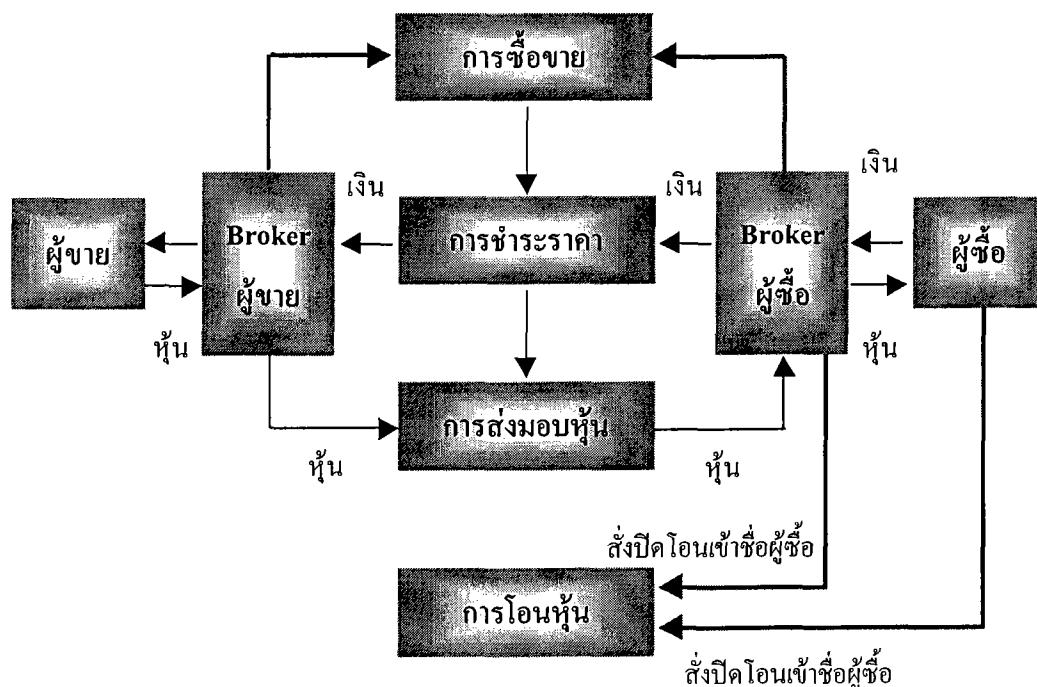 การซื้อขาย
เงิน
เงิน
เงิน
ผู้ขาย
Broker
ผู้ขาย
การชำระราคา
Broker
ผู้ซื้อ
ผู้ซื้อ
หุ้น
หุ้น
การส่งมอบหุ้น
หุ้น
หุ้น
สั่งปิดโอนเข้าชื่อผู้ซื้อ
การโอนหุ้น
สั่งปิดโอนเข้าชื่อผู้ซื้อ